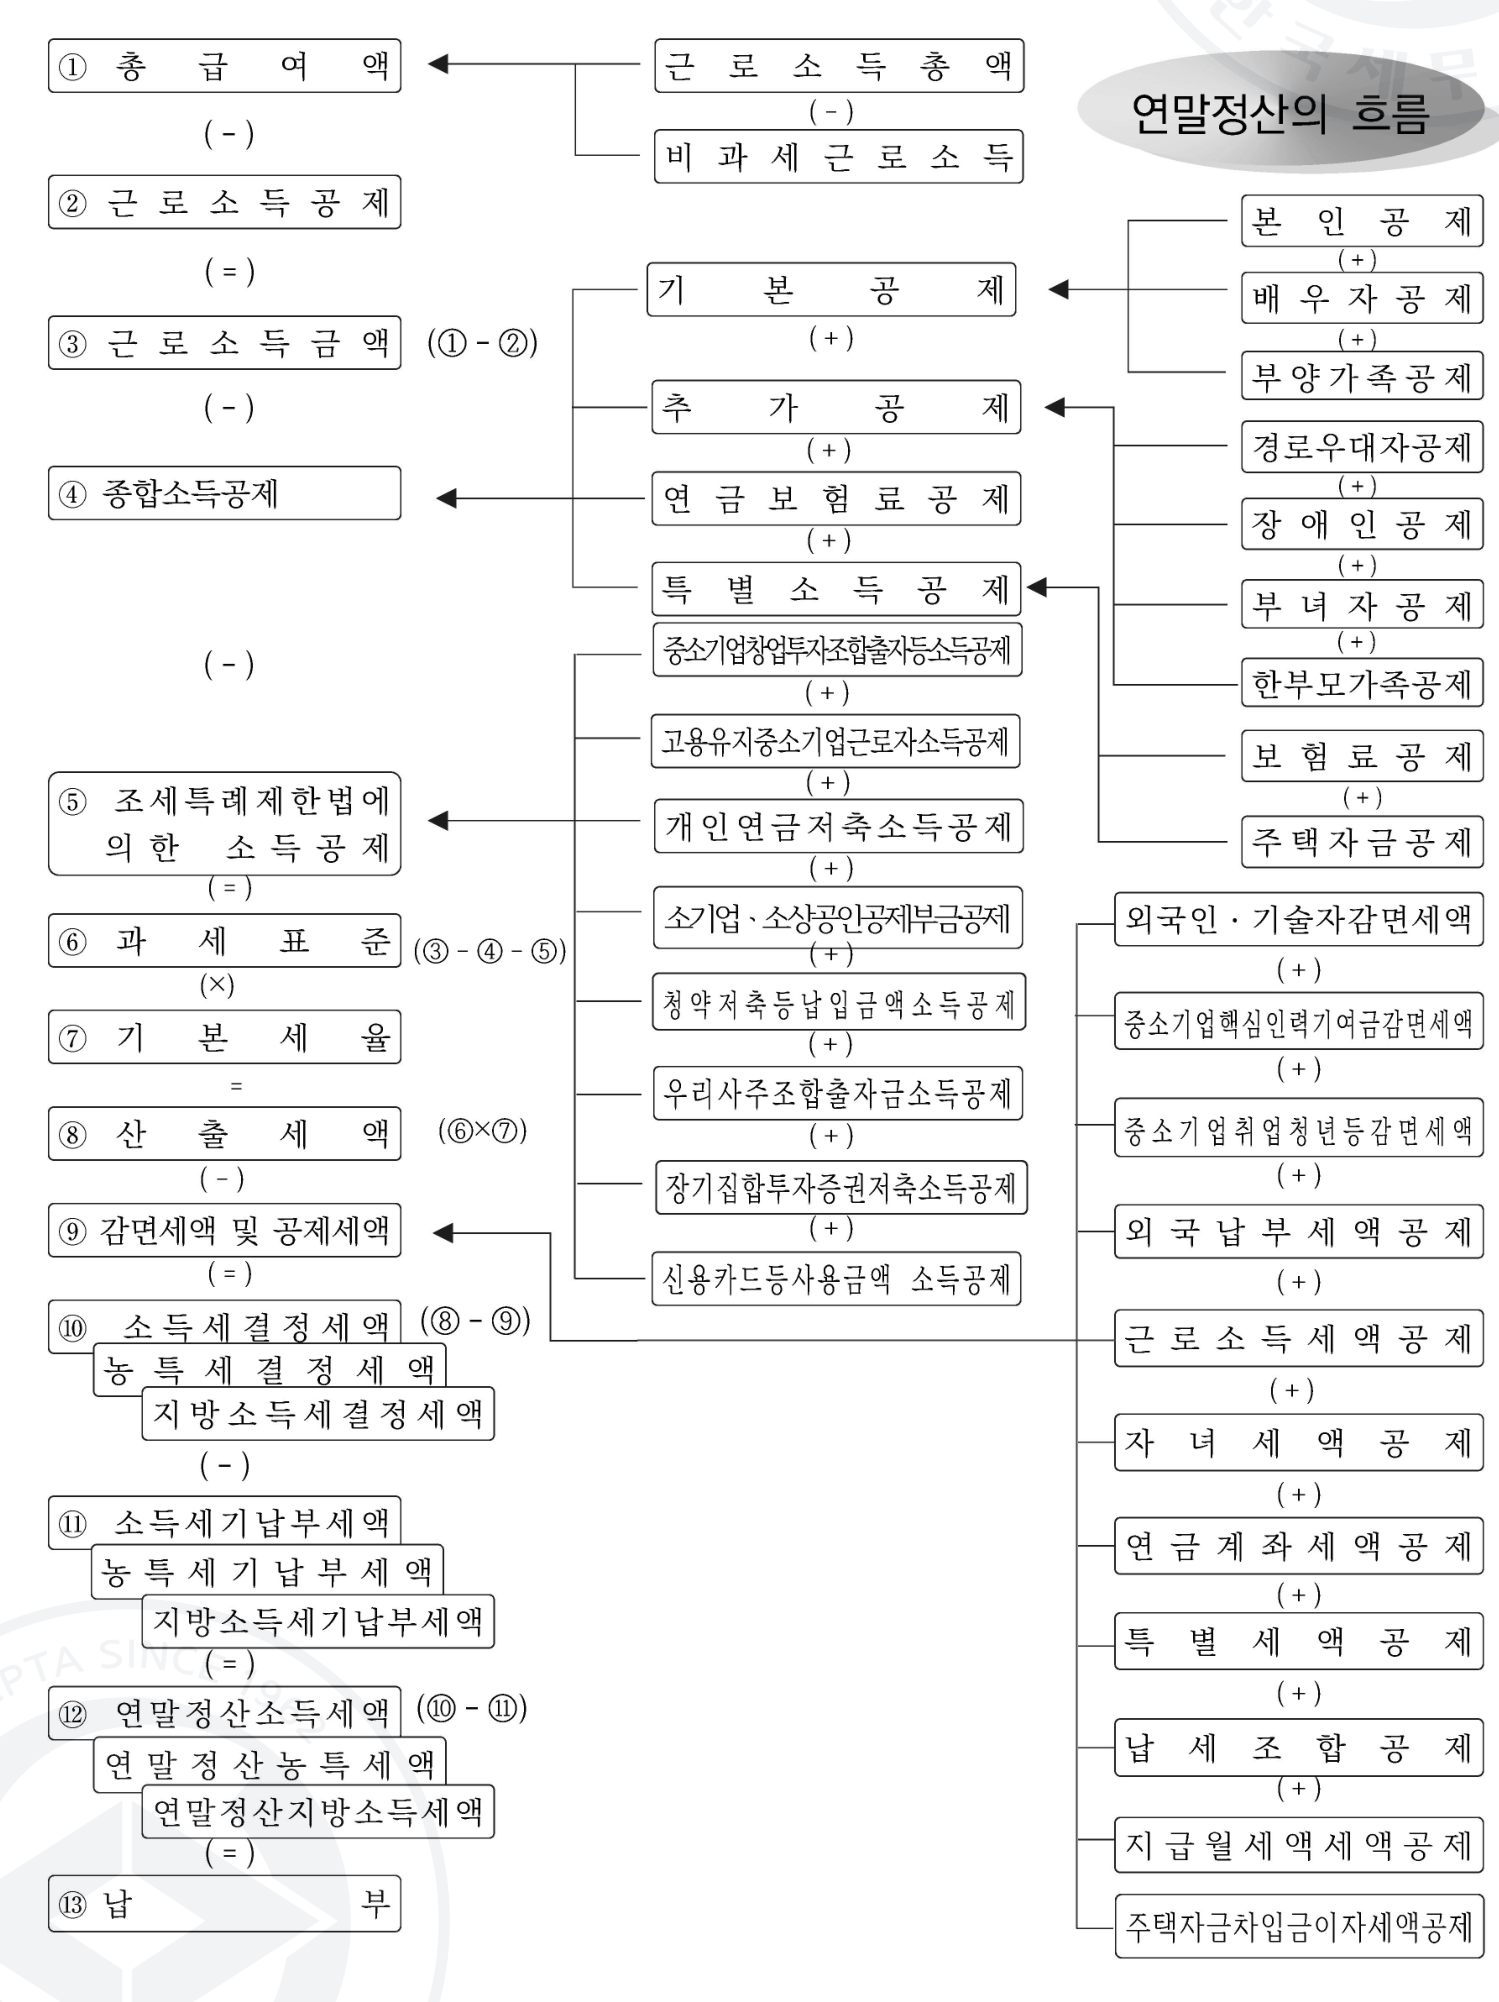 연말정산의 흐름
① 총급여액
(-)
② 근로소득공제
(=)
③ 근로소득금액 (①-②)
(-)
④ 종합소득공제
(-)
⑤ 조세특례제한법에
의한 소득공제
(=)
⑥ 과세표준 (③-④-⑤)
(×)
⑦ 기본세율
=
⑧ 산출세액 (⑥×⑦)
(-)
⑨ 감면세액 및 공제세액
(=)
⑩ 소득세결정세액 (⑧-⑨)
농특세결정세액
지방소득세결정세액
(-)
⑪ 소득세기납부세액
농특세기납부세액
지방소득세기납부세액
(=)
⑫ 연말정산소득세액 (⑩-⑪)
연말정산농특세액
연말정산지방소득세액
(=)
⑬ 납부
근로소득총액
(-)
비과세근로소득
기본공제
(+)
추가공제
(+)
연금보험료공제
(+)
특별소득공제
중소기업창업투자조합출자등소득공제
(+)
고용유지중소기업근로자소득공제
(+)
개인연금저축소득공제
(+)
소기업、소상공인공제부금공제
(+)
청약저축등납입금액소득공제
(+)
우리사주조합출자금소득공제
(+)
장기집합투자증권저축소득공제
(+)
신용카드등사용금액 소득공제
본인공제
(+)
배우자공제
(+)
부양가족공제
경로우대자공제
(+)
장애인공제
(+)
부녀자공제
(+)
한부모가족공제
보험료공제
(+)
주택자금공제
외국인·기술자감면세액
(+)
중소기업핵심인력기여금감면세액
(+)
중소기업취업청년등감면세액
(+)
외국납부세액공제
(+)
근로소득세액공제
(+)
자녀세액공제
(+)
연금계좌세액공제
(+)
특별세액공제
(+)
납세조합공제
(+)
지급월세액세액공제
주택자금차입금이자세액공제
한국세무
PTA SINCE 1962